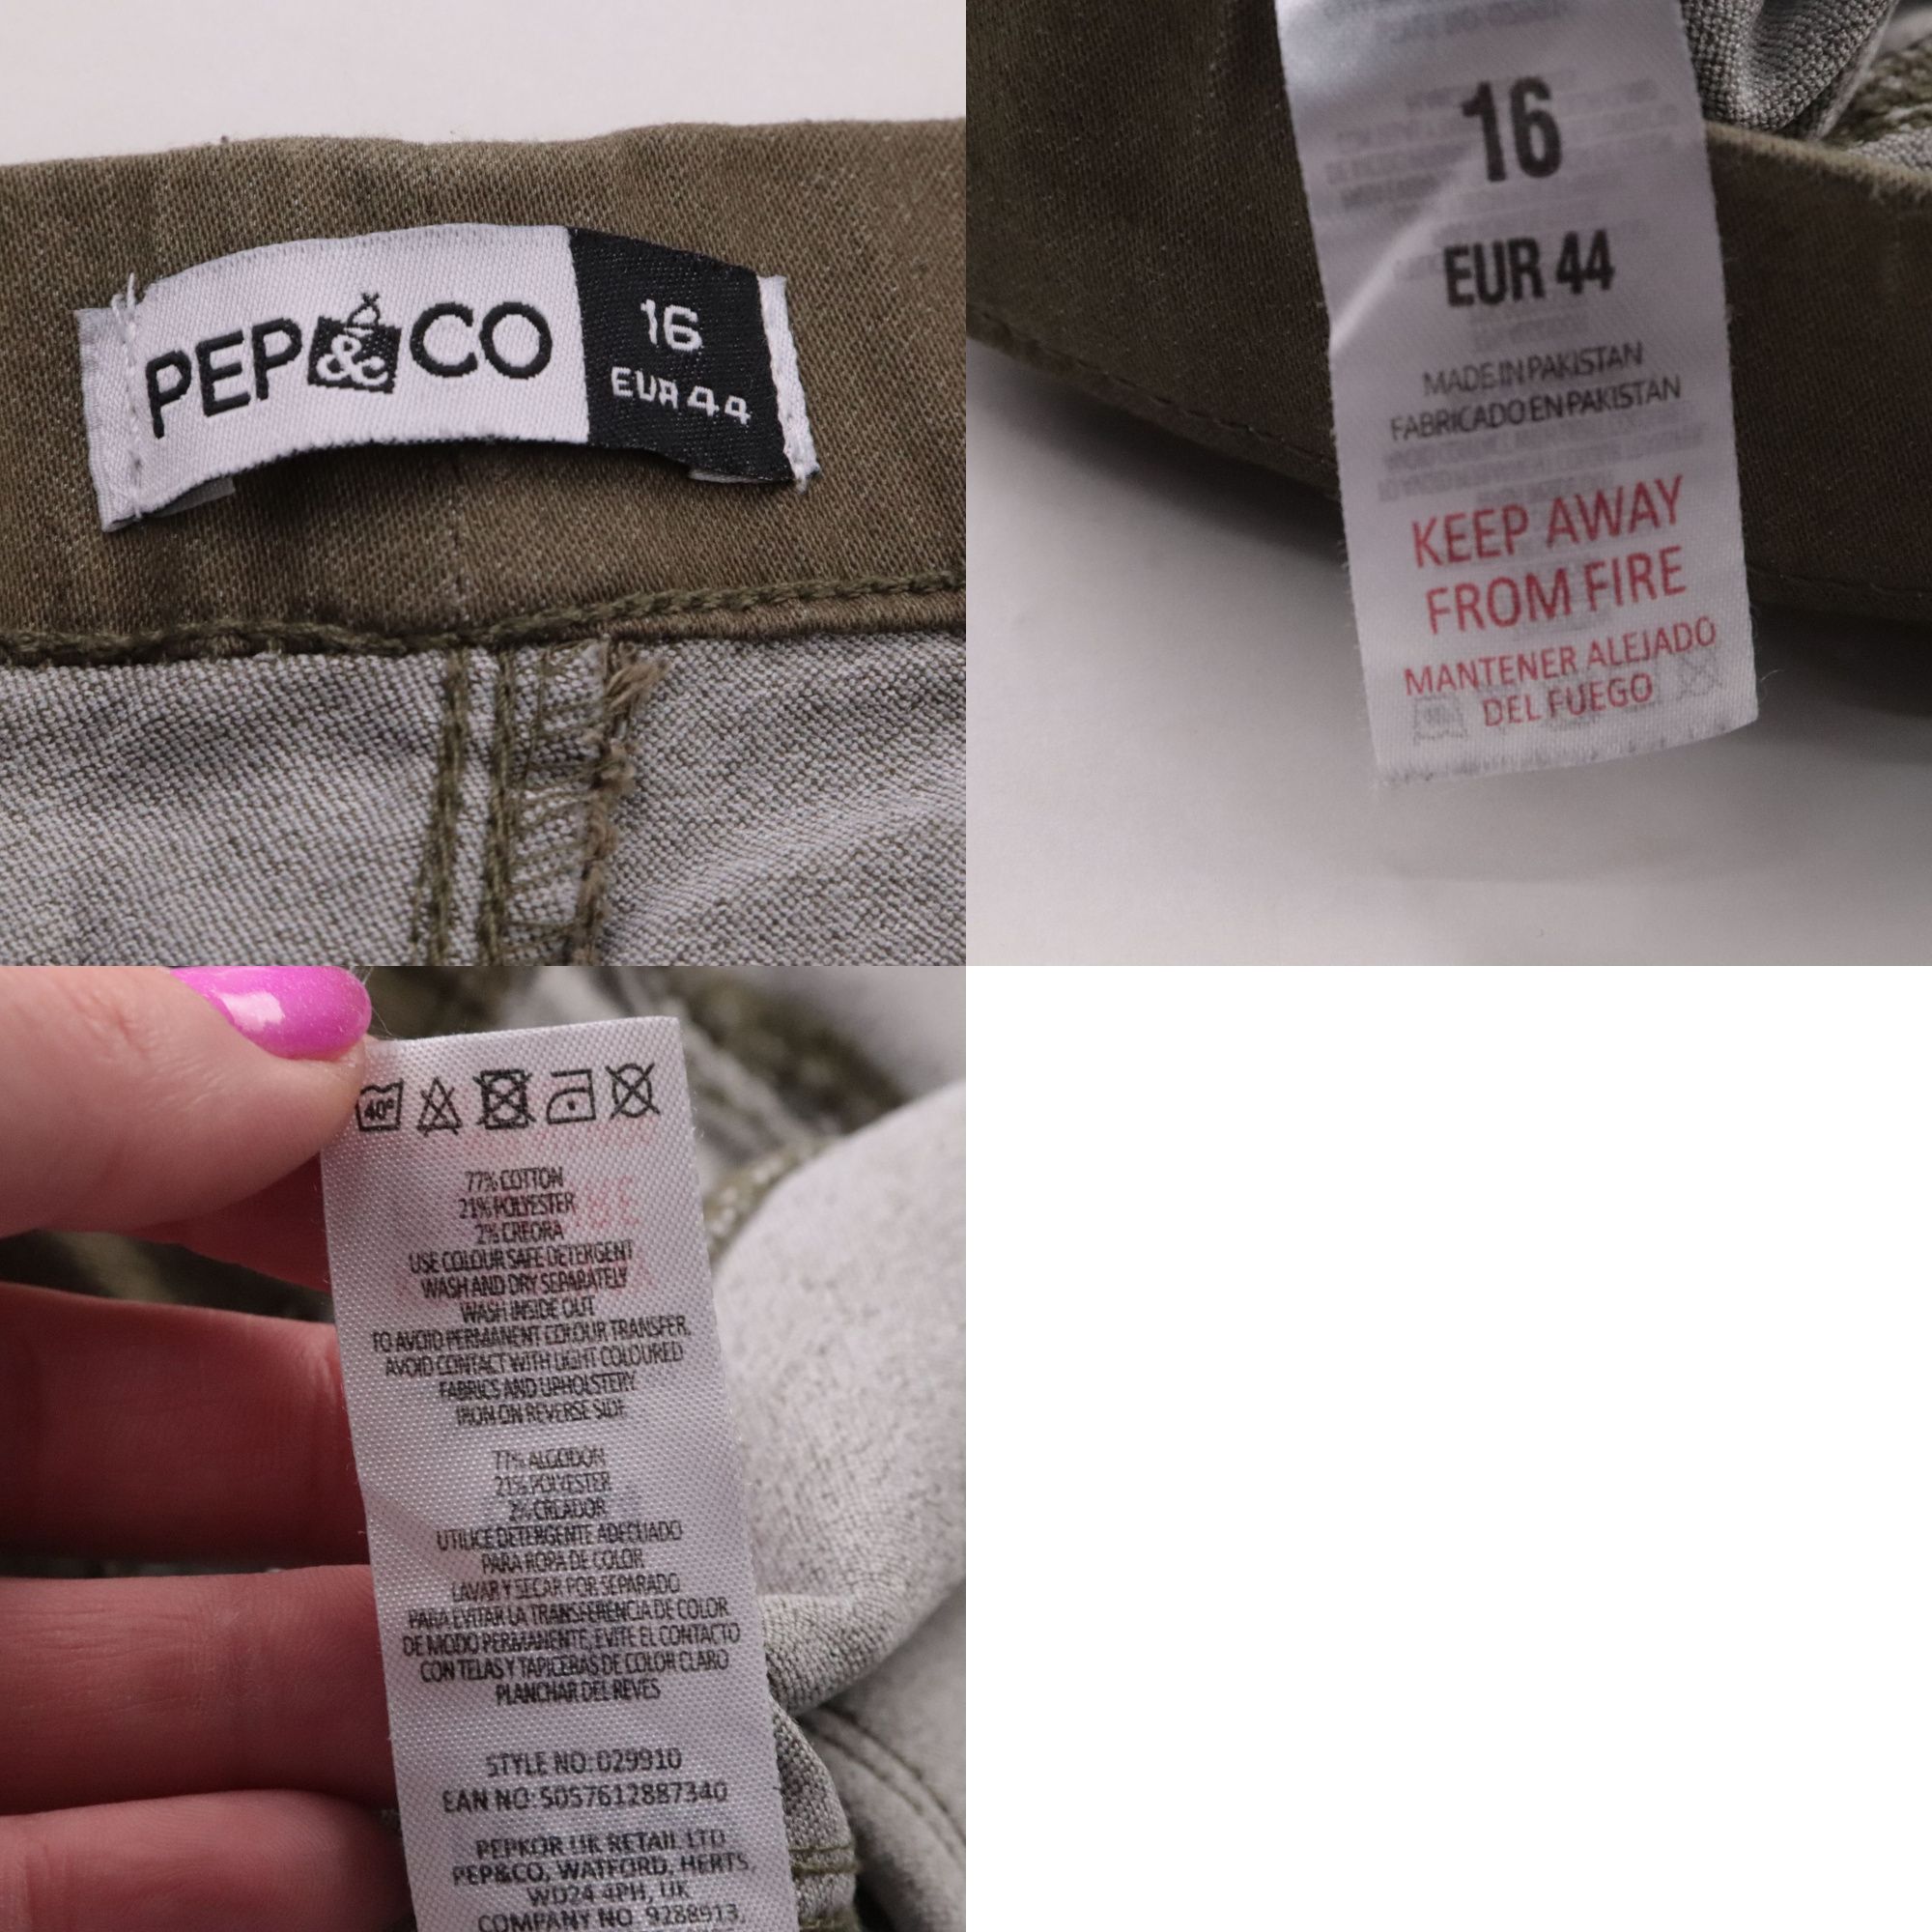 PEP&CO
16
EUR 44
16
EUR 44
MADE IN PAKISTAN
FABRICADO EN PAKISTAN
KEEP AWAY
FROM FIRE
MANTENER ALEJADO
DEL FUEGO
40°
77% COTTON
21% POLYESTER
2% CREORA
USE COLOUR SAFE DETERGENT
WASH AND DRY SEPARATELY
WASH INSIDE OUT
TO AVOID PERMANENT COLOUR TRANSFER,
AVOID CONTACT WITH LIGHT COLOURED
FABRICS AND UPHOLSTERY
IRON ON REVERSE SIDE
77% ALGODON
21% POLYESTER
2% CREADOR
UTILICE DETERGENTE ADECUADO
PARA ROPA DE COLOR
LAVAR Y SECAR POR SEPARADO
PARA EVITAR LA TRANSFERENCIA DE COLOR
DE MODO PERMANENTE, EVITE EL CONTACTO
CON TELAS Y TAPICERAS DE COLOR CLARO
PLANCHAR DEL REVES
STYLE NO: 029910
EAN NO: 5057612887340
PEPKOR UK RETAIL LTD
PEP&CO, WATFORD, HERTS,
WD24 4PH, UK
COMPANY NO 9288913,